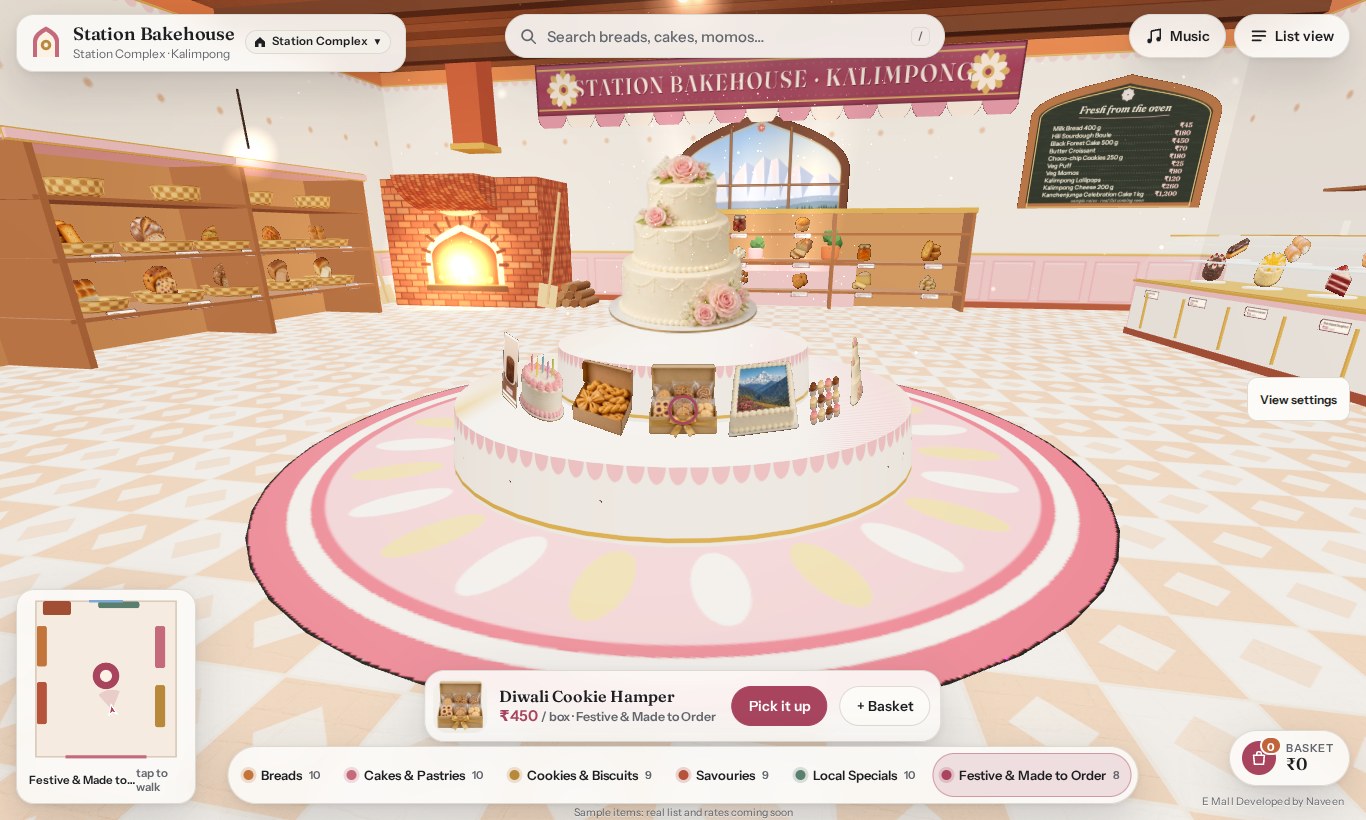 Station Bakehouse
Station Complex · Kalimpong
Station Complex ▾
Search breads, cakes, momos...
/
Music
List view
STATION BAKEHOUSE · KALIMPONG
Fresh from the oven
Milk Bread 400 g ₹45
Hill Sourdough Boule ₹180
Black Forest Cake 500 g ₹450
Butter Croissant ₹70
Choco-chip Cookies 250 g ₹180
Veg Puff ₹25
Veg Momos ₹80
Kalimpong Lollipops ₹120
Kalimpong Cheese 200 g ₹260
Kanchenjunga Celebration Cake 1 kg ₹1,200
View settings
Diwali Cookie Hamper
₹450 / box · Festive & Made to Order
Pick it up
+ Basket
Festive & Made to...
tap to walk
Breads 10
Cakes & Pastries 10
Cookies & Biscuits 9
Savouries 9
Local Specials 10
Festive & Made to Order 8
0
BASKET
₹0
Sample items: real list and rates coming soon
E Mall Developed by Naveen